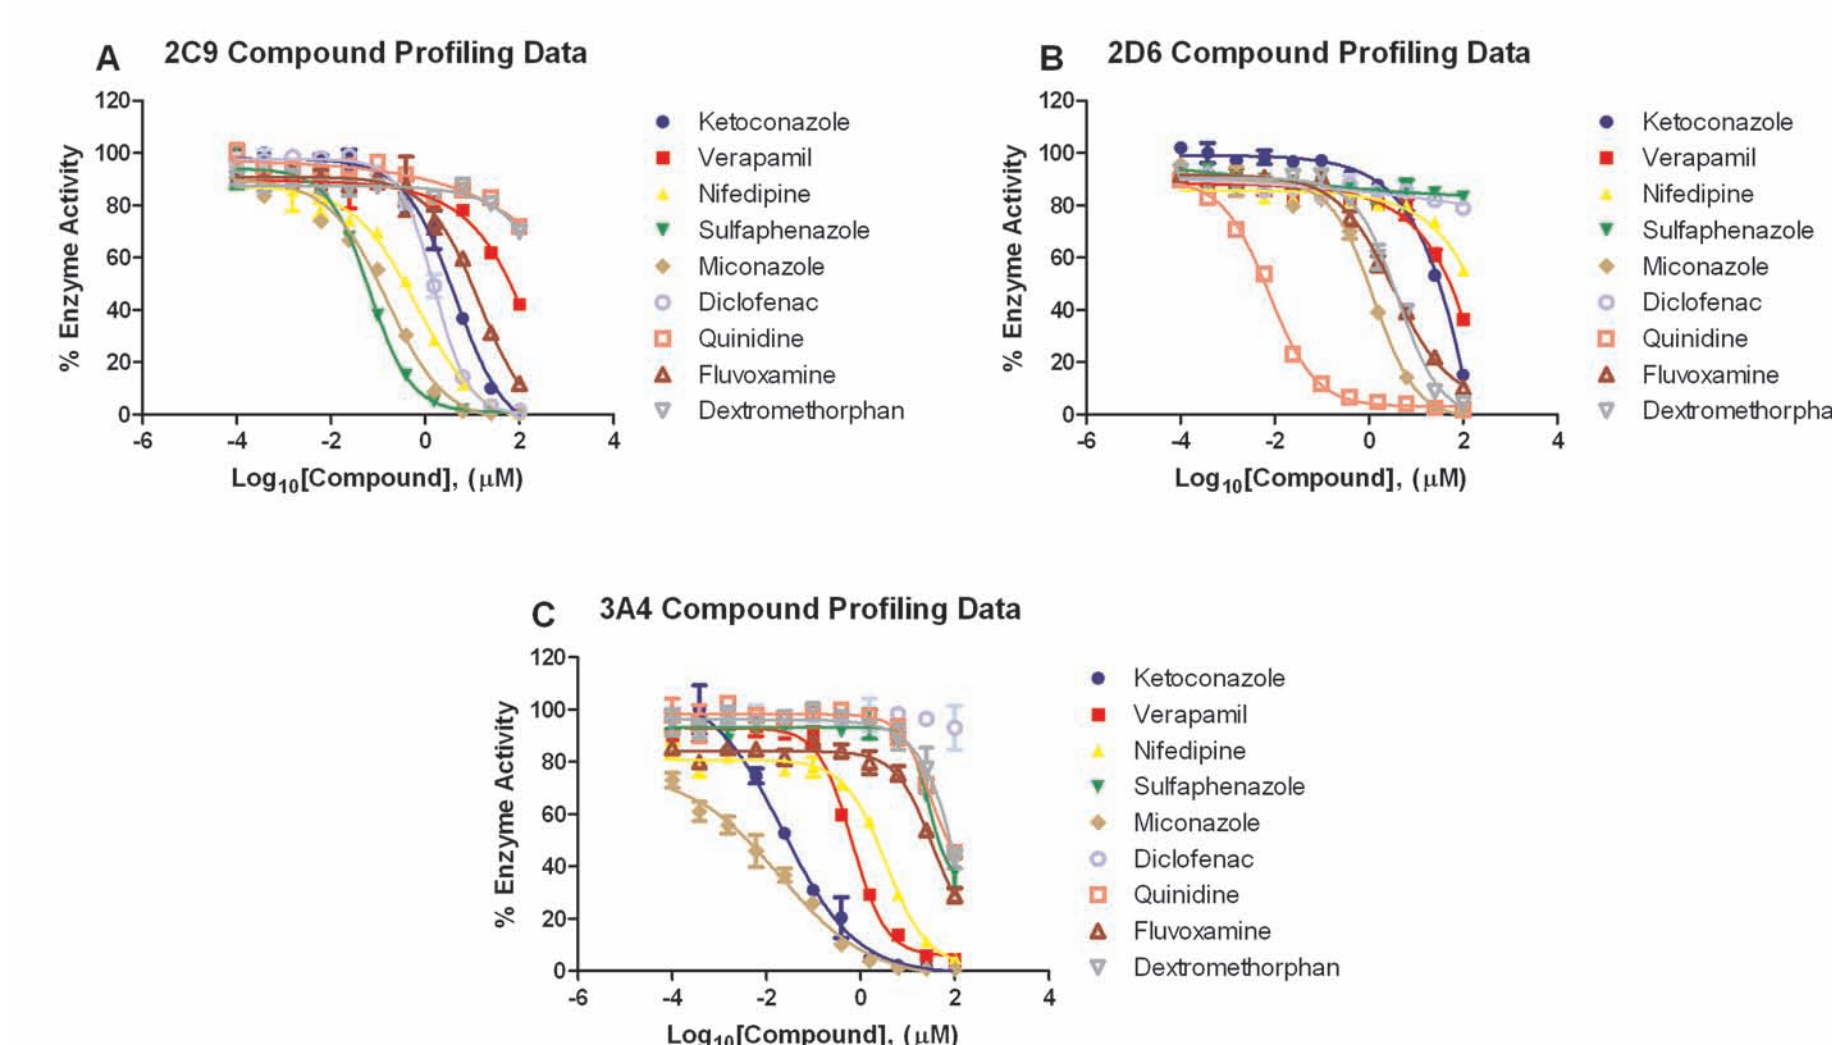 A 2C9 Compound Profiling Data
120
100
80
60
40
20
0
-6 -4 -2 0 2 4
% Enzyme Activity
Log10[Compound], (μM)
Ketoconazole
Verapamil
Nifedipine
Sulfaphenazole
Miconazole
Diclofenac
Quinidine
Fluvoxamine
Dextromethorphan
B 2D6 Compound Profiling Data
120
100
80
60
40
20
0
-6 -4 -2 0 2 4
% Enzyme Activity
Log10[Compound], (μM)
Ketoconazole
Verapamil
Nifedipine
Sulfaphenazole
Miconazole
Diclofenac
Quinidine
Fluvoxamine
Dextromethorpha
C 3A4 Compound Profiling Data
120
100
80
60
40
20
0
-6 -4 -2 0 2 4
% Enzyme Activity
Log10[Compound], (μM)
Ketoconazole
Verapamil
Nifedipine
Sulfaphenazole
Miconazole
Diclofenac
Quinidine
Fluvoxamine
Dextromethorphan